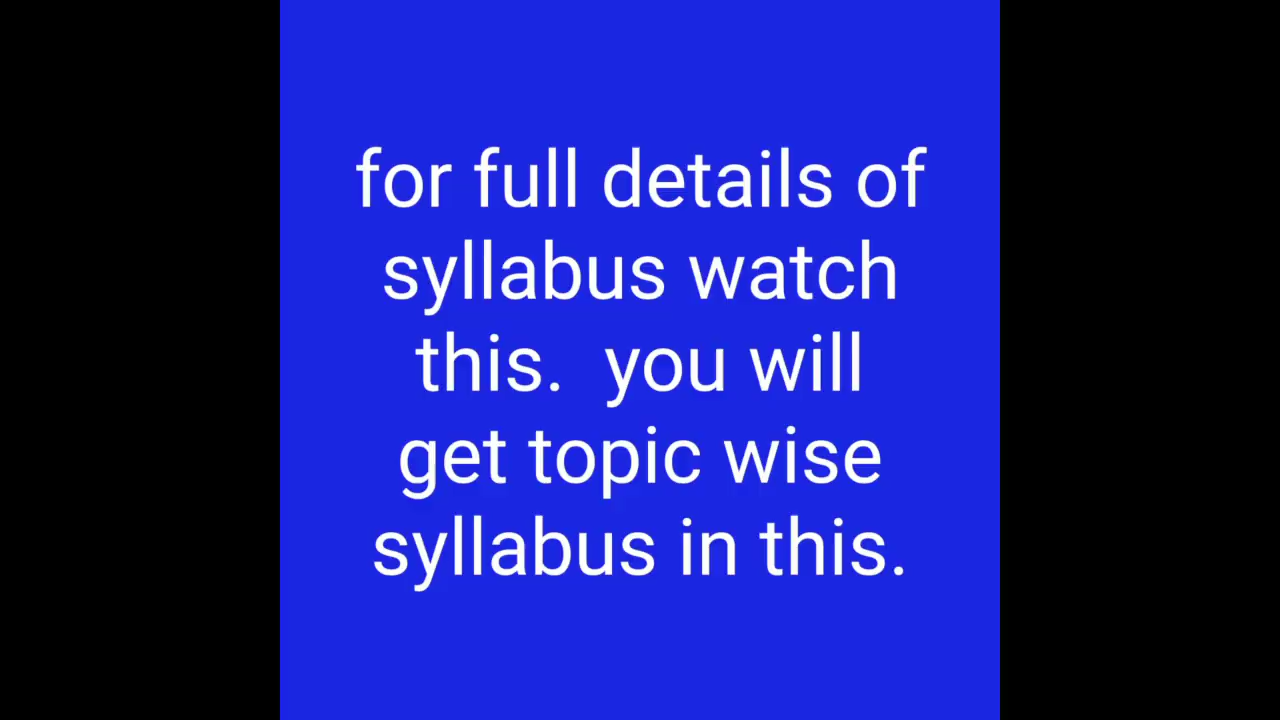 for full details of
syllabus watch
this.  you will
get topic wise
syllabus in this.